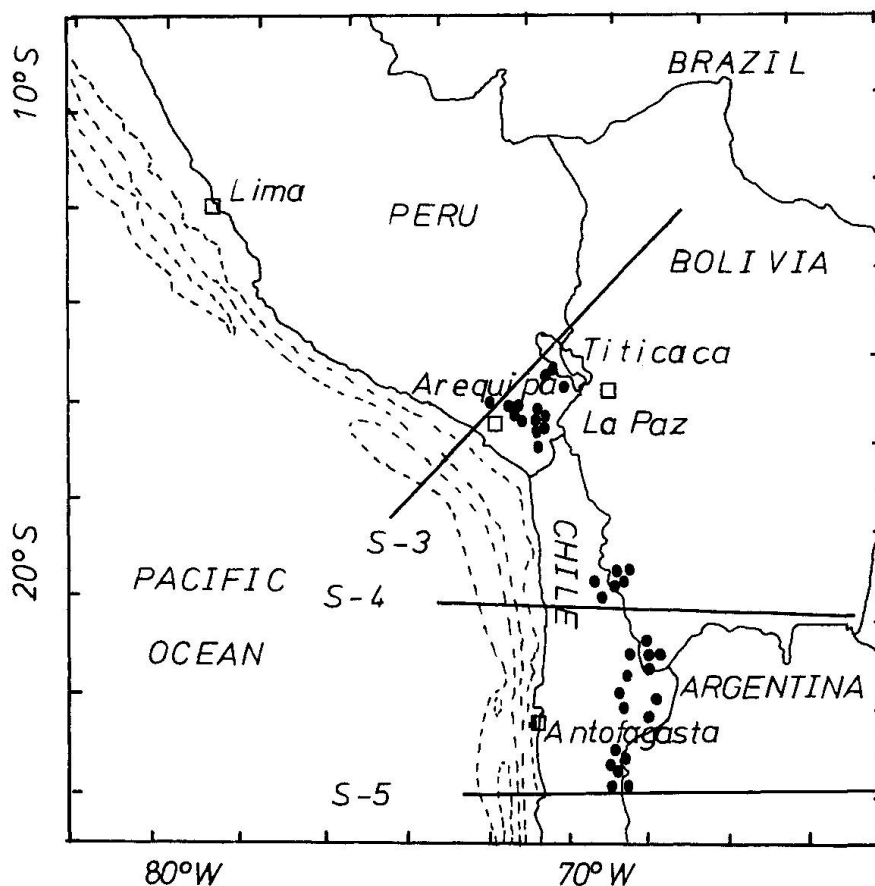 10°S
BRAZIL
Lima
PERU
BOLIVIA
Titicaca
Arequipa
La Paz
20°S
S-3
CHILE
PACIFIC
S-4
OCEAN
ARGENTINA
Antofagasta
S-5
80°W
70°W